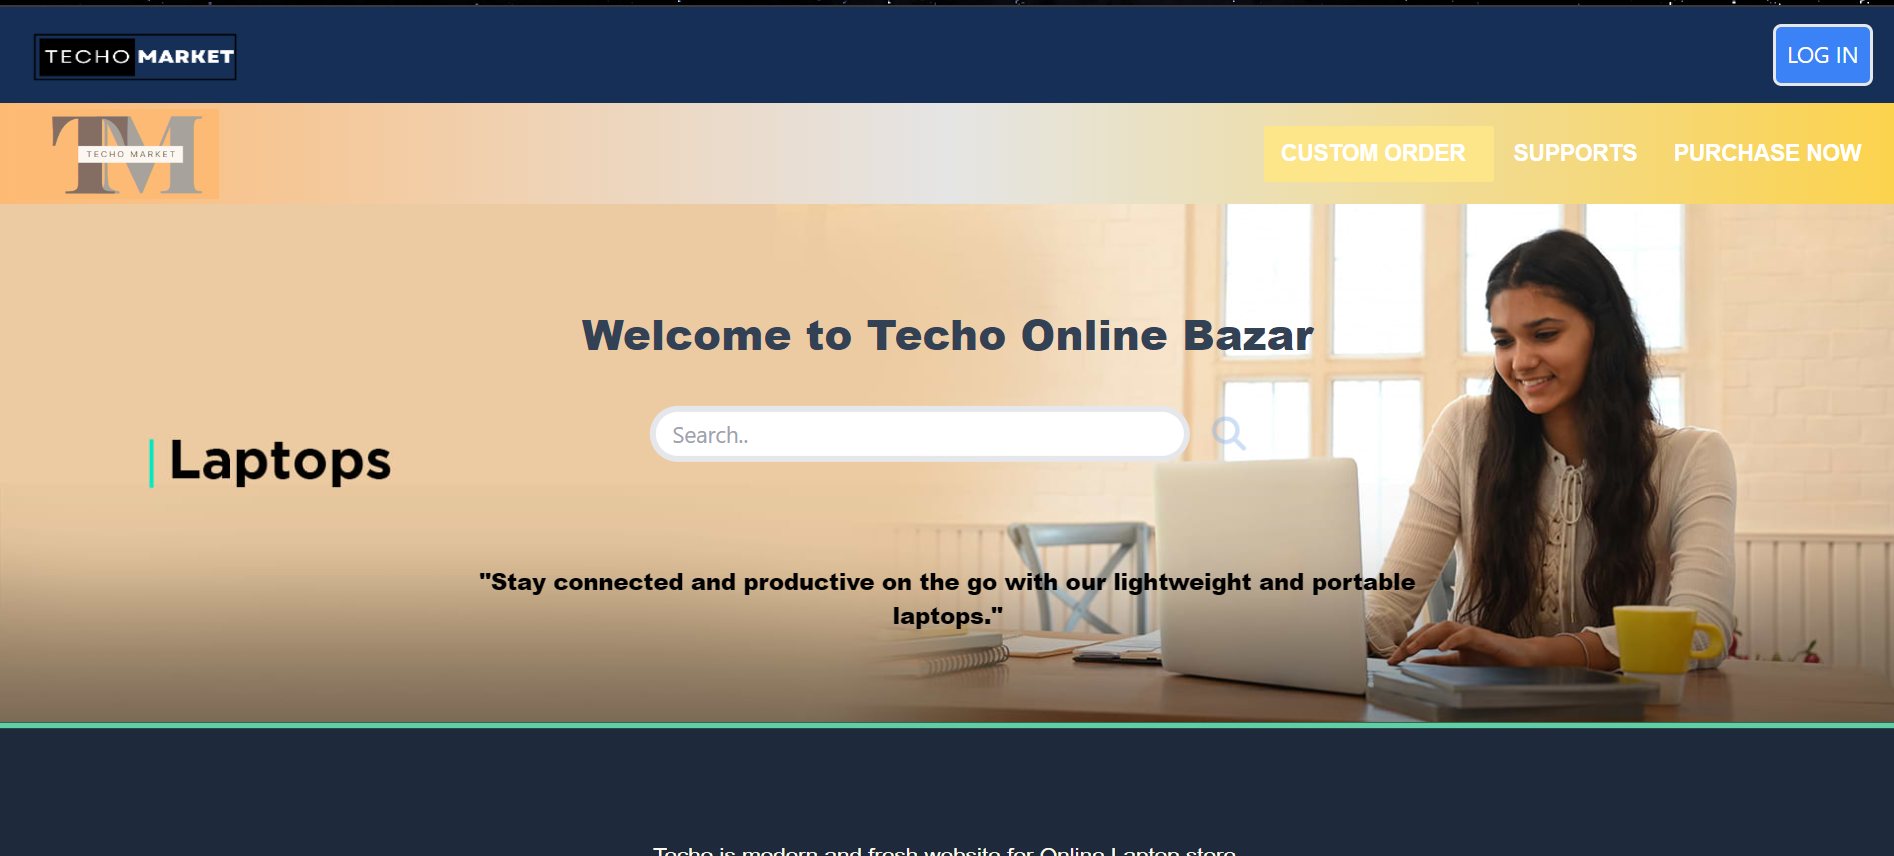 TECHO MARKET
LOG IN
TM
TECHO MARKET
CUSTOM ORDER
SUPPORTS
PURCHASE NOW
Welcome to Techo Online Bazar
Search..
Laptops
"Stay connected and productive on the go with our lightweight and portable
laptops."
Techo is modern and fresh website for Online Laptop store